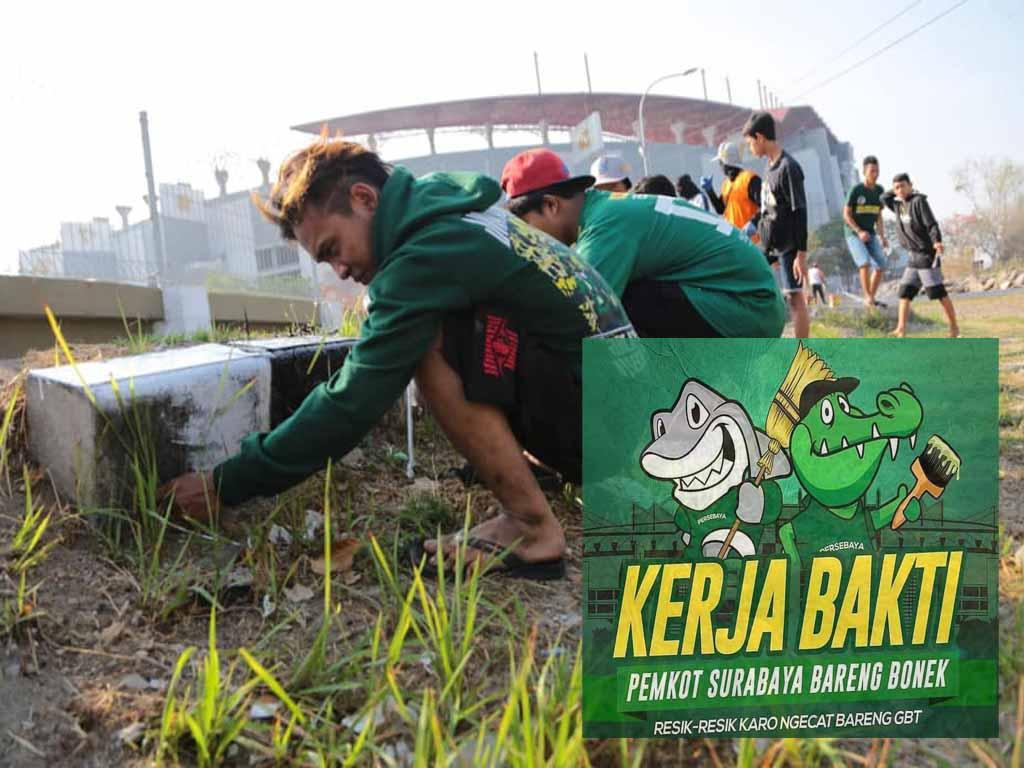 PERSEBAYA
PERSEBAYA
KERJA BAKTI
PEMKOT SURABAYA BARENG BONEK
RESIK-RESIK KARO NGECAT BARENG GBT